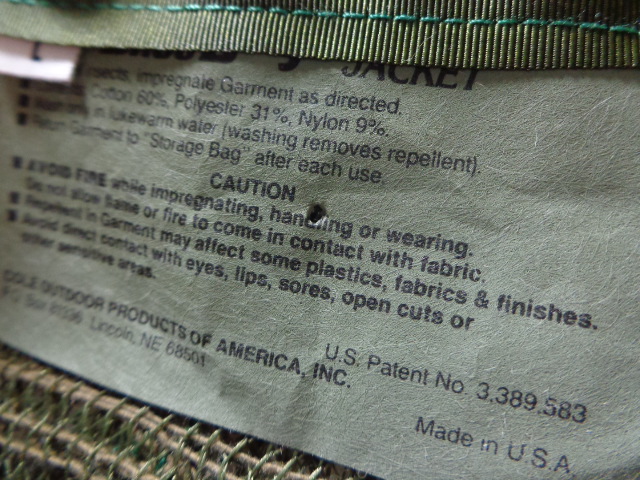 JACKET
insects, impregnate Garment as directed.
Cotton 60%, Polyester 31%, Nylon 9%.
in lukewarm water (washing removes repellent).
Garment to "Storage Bag" after each use.
CAUTION
■ AVOID FIRE while impregnating, handling or wearing.
Do not allow flame or fire to come in contact with fabric.
■ Repellent in Garment may affect some plastics, fabrics & finishes.
■ Avoid direct contact with eyes, lips, sores, open cuts or
other sensitive areas.
COLE OUTDOOR PRODUCTS OF AMERICA, INC.
Lincoln, NE 68501
U.S. Patent No. 3,389,583
Made in U.S.A.